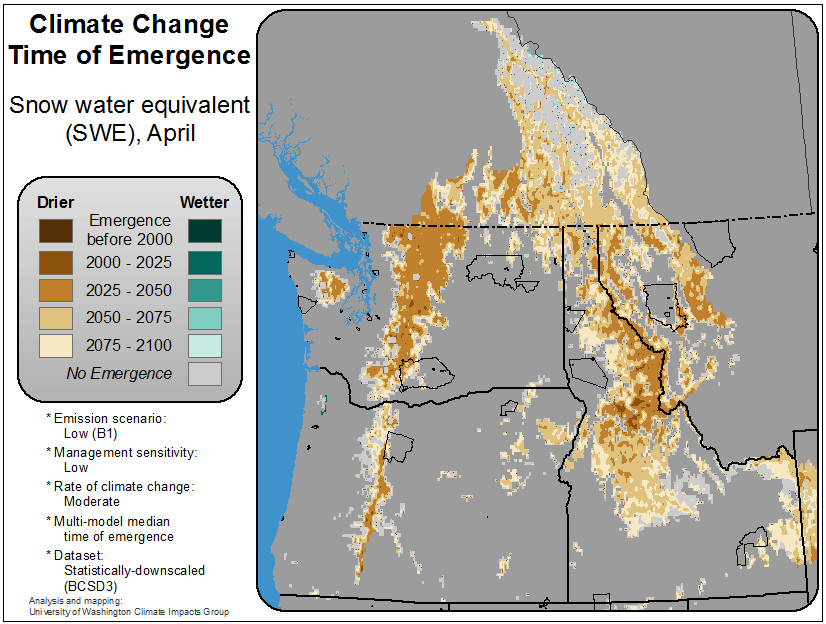 Climate Change
Time of Emergence
Snow water equivalent
(SWE), April
Drier
Wetter
Emergence
before 2000
2000 - 2025
2025 - 2050
2050 - 2075
2075 - 2100
No Emergence
* Emission scenario:
Low (B1)
* Management sensitivity:
Low
* Rate of climate change:
Moderate
* Multi-model median
time of emergence
* Dataset:
Statistically-downscaled
(BCSD3)
Analysis and mapping:
University of Washington Climate Impacts Group